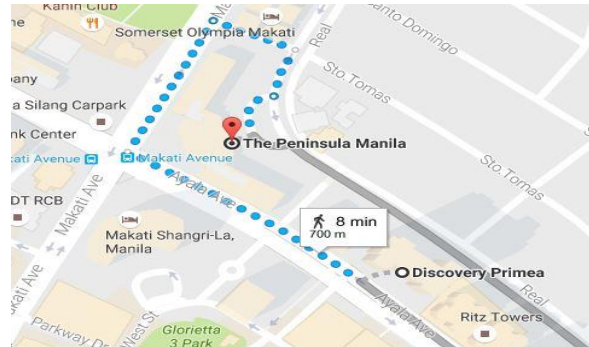 Kanin Club
Somerset Olympia Makati
Real
Santo Domingo
Sto.Tomas
pany
a Silang Carpark
nk Center
The Peninsula Manila
kati Avenue
Makati Avenue
Sto.Tomas
DT RCB
Makati Ave
Ayala Ave
8 min
700 m
Makati Shangri-La,
Manila
Discovery Primea
Real
Makati Ave
Ayala Ave
Ritz Towers
Parkway Dr
West St
Glorietta
3 Park